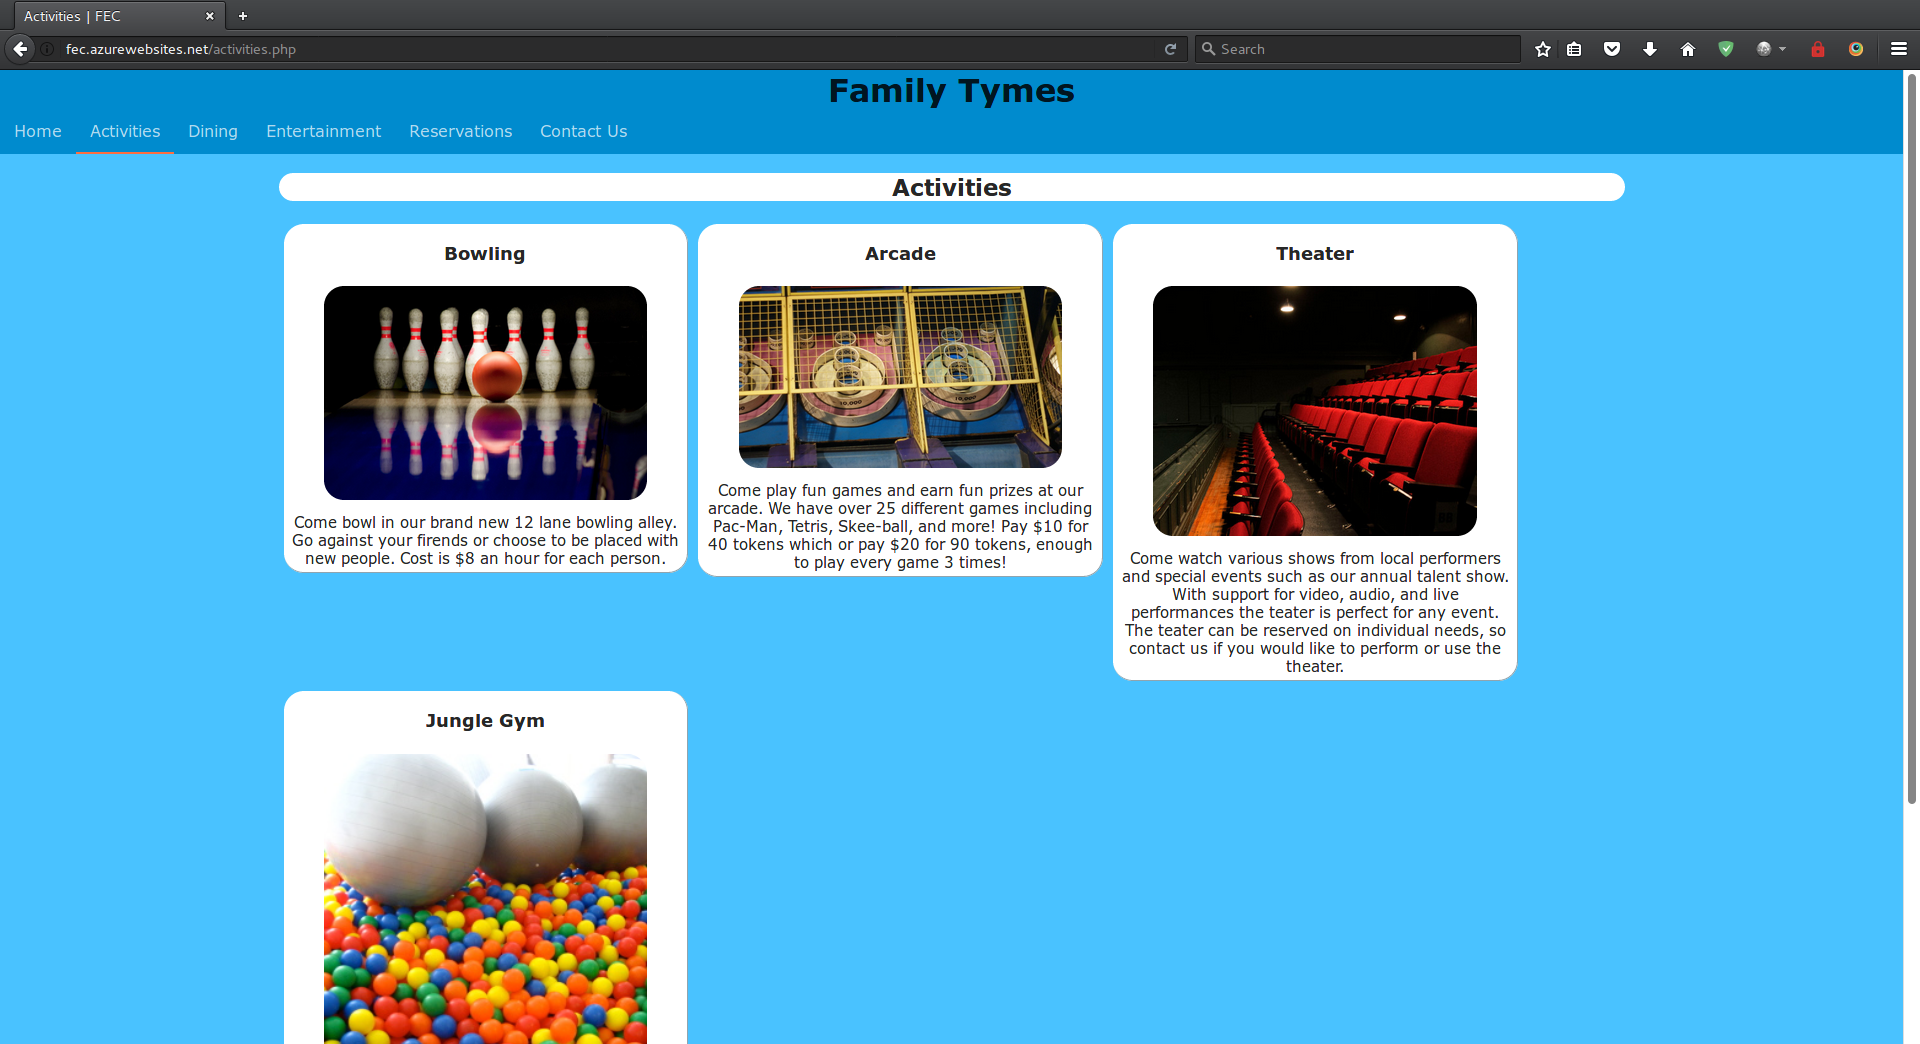 Activities | FEC
fec.azurewebsites.net/activities.php
Search
Family Tymes
Home Activities Dining Entertainment Reservations Contact Us
Activities
Bowling
Come bowl in our brand new 12 lane bowling alley.
Go against your firends or choose to be placed with
new people. Cost is $8 an hour for each person.
Arcade
10,000
10,000
Come play fun games and earn fun prizes at our
arcade. We have over 25 different games including
Pac-Man, Tetris, Skee-ball, and more! Pay $10 for
40 tokens which or pay $20 for 90 tokens, enough
to play every game 3 times!
Theater
Come watch various shows from local performers
and special events such as our annual talent show.
With support for video, audio, and live
performances the teater is perfect for any event.
The teater can be reserved on individual needs, so
contact us if you would like to perform or use the
theater.
Jungle Gym